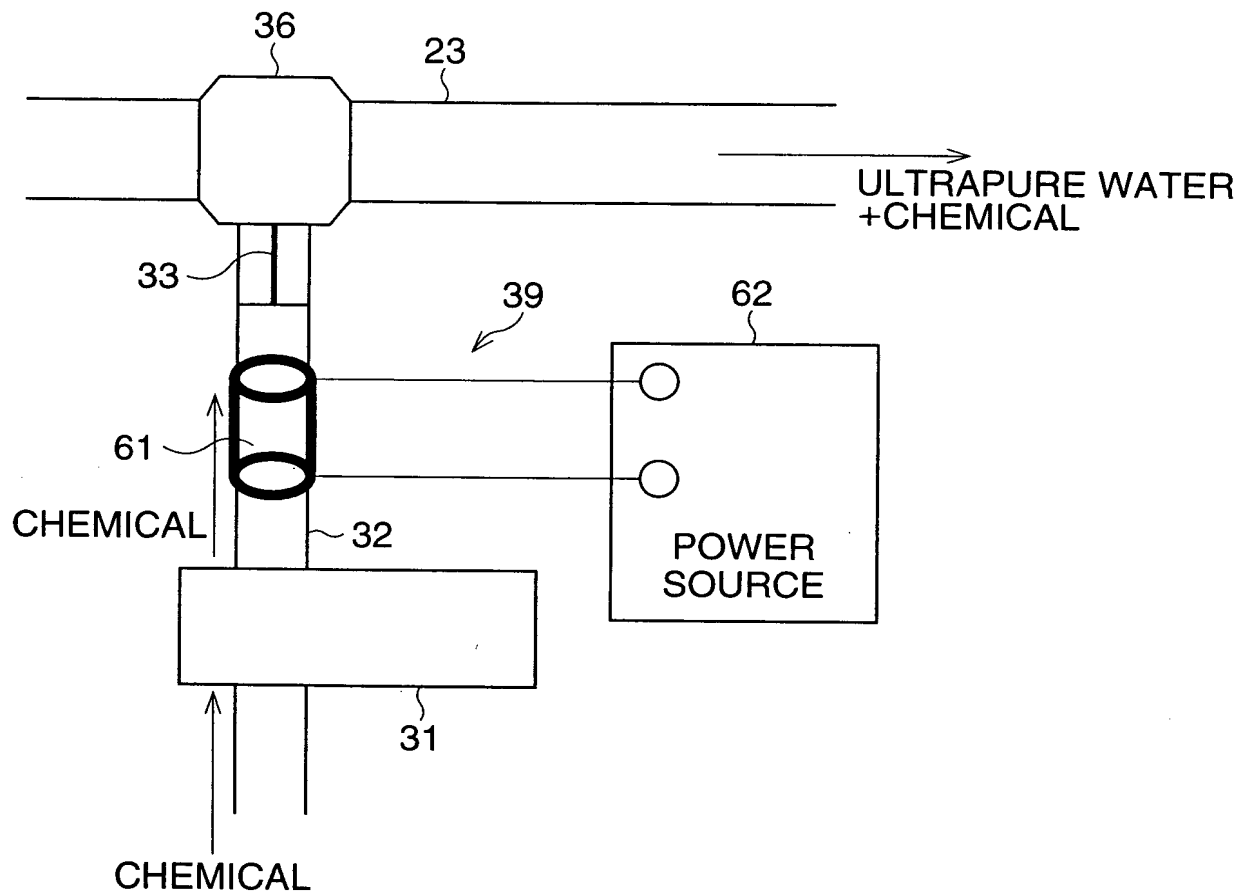 36
23
ULTRAPURE WATER
+CHEMICAL
33
39
62
61
CHEMICAL
32
POWER
SOURCE
31
CHEMICAL